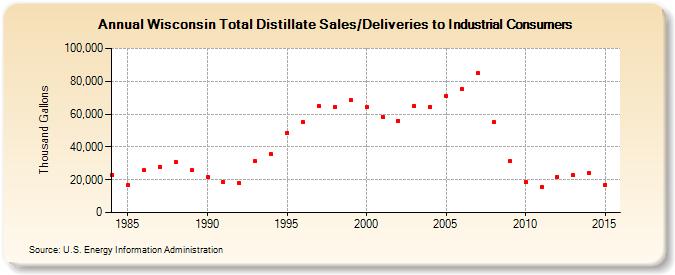 Annual Wisconsin Total Distillate Sales/Deliveries to Industrial Consumers
Thousand Gallons
100,000
80,000
60,000
40,000
20,000
0
1985 1990 1995 2000 2005 2010 2015
Source: U.S. Energy Information Administration